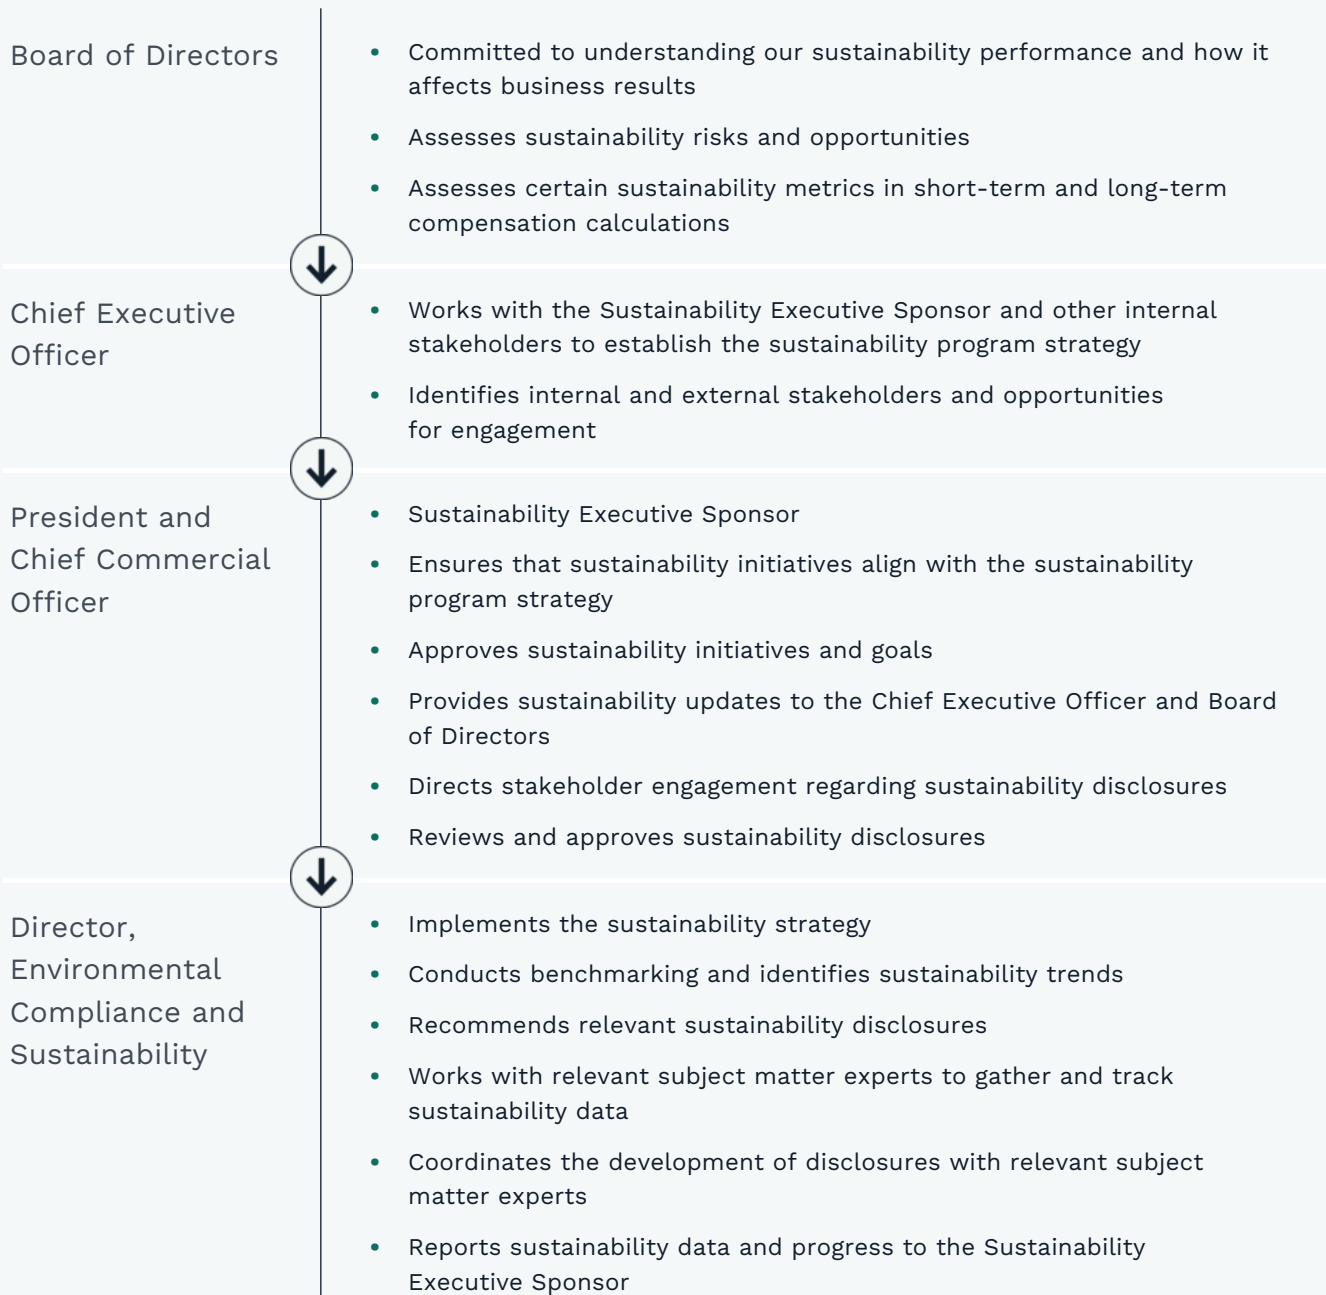 Board of Directors
• Committed to understanding our sustainability performance and how it
affects business results
• Assesses sustainability risks and opportunities
• Assesses certain sustainability metrics in short-term and long-term
compensation calculations
Chief Executive
Officer
• Works with the Sustainability Executive Sponsor and other internal
stakeholders to establish the sustainability program strategy
• Identifies internal and external stakeholders and opportunities
for engagement
President and
Chief Commercial
Officer
• Sustainability Executive Sponsor
• Ensures that sustainability initiatives align with the sustainability
program strategy
• Approves sustainability initiatives and goals
• Provides sustainability updates to the Chief Executive Officer and Board
of Directors
• Directs stakeholder engagement regarding sustainability disclosures
• Reviews and approves sustainability disclosures
Director,
Environmental
Compliance and
Sustainability
• Implements the sustainability strategy
• Conducts benchmarking and identifies sustainability trends
• Recommends relevant sustainability disclosures
• Works with relevant subject matter experts to gather and track
sustainability data
• Coordinates the development of disclosures with relevant subject
matter experts
• Reports sustainability data and progress to the Sustainability
Executive Sponsor